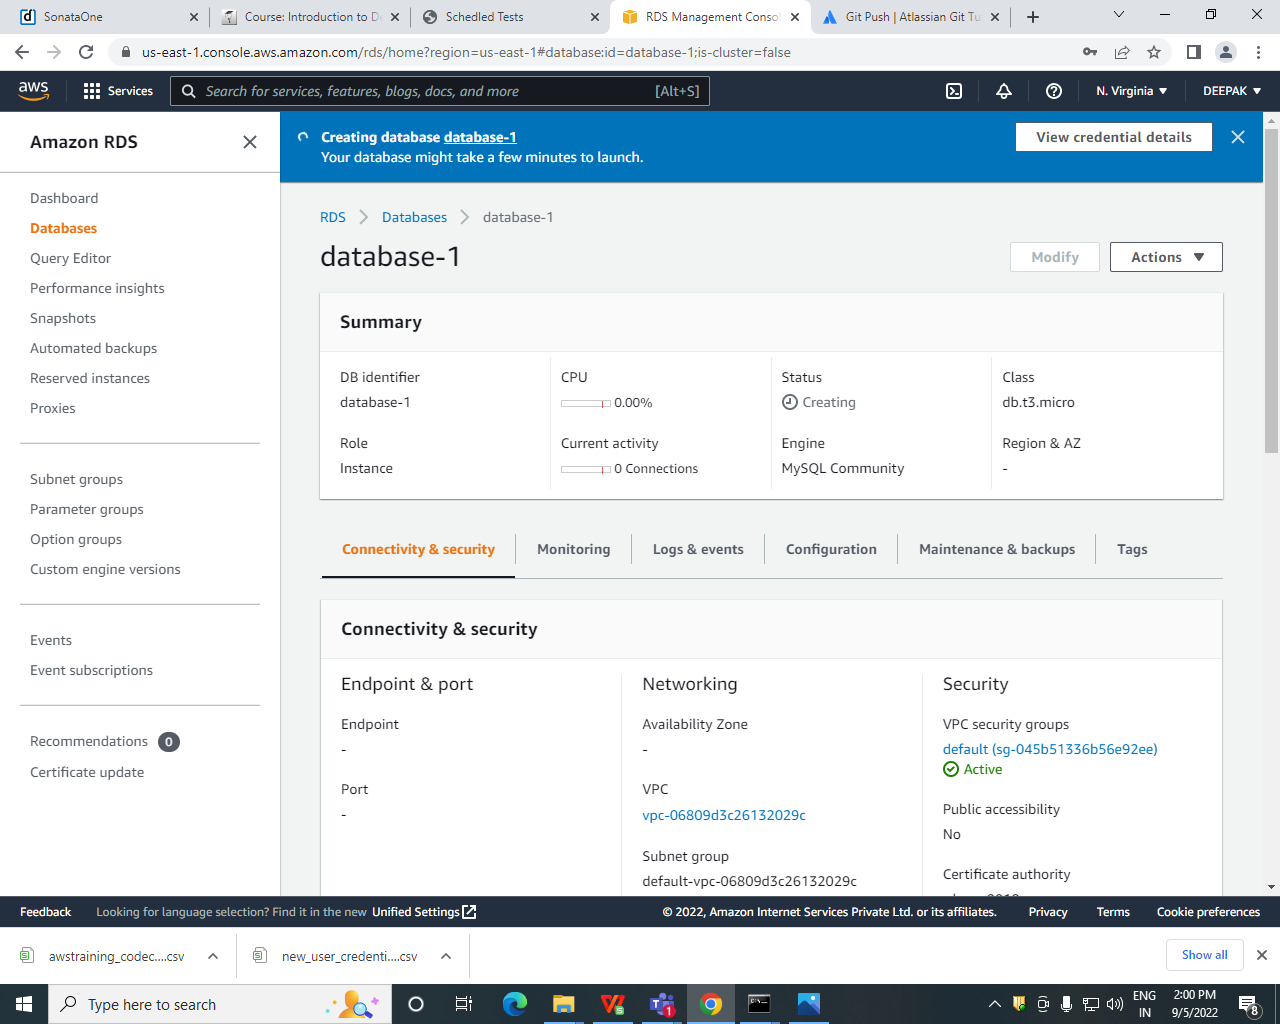 SonataOne
Course: Introduction to D
Schedled Tests
RDS Management Conso
Git Push | Atlassian Git Tu
us-east-1.console.aws.amazon.com/rds/home?region=us-east-1#database:id=database-1;is-cluster=false
aws
Services
Search for services, features, blogs, docs, and more
[Alt+S]
N. Virginia
DEEPAK
Amazon RDS
Dashboard
Databases
Query Editor
Performance insights
Snapshots
Automated backups
Reserved instances
Proxies
Subnet groups
Parameter groups
Option groups
Custom engine versions
Events
Event subscriptions
Recommendations 0
Certificate update
Creating database database-1
Your database might take a few minutes to launch.
View credential details
RDS
Databases
database-1
database-1
Modify
Actions
Summary
DB identifier
database-1
CPU
0.00%
Status
Creating
Class
db.t3.micro
Role
Instance
Current activity
0 Connections
Engine
MySQL Community
Region & AZ
-
Connectivity & security
Monitoring
Logs & events
Configuration
Maintenance & backups
Tags
Connectivity & security
Endpoint & port
Endpoint
-
Port
-
Networking
Availability Zone
-
VPC
vpc-06809d3c26132029c
Subnet group
default-vpc-06809d3c26132029c
Security
VPC security groups
default (sg-045b51336b56e92ee)
Active
Public accessibility
No
Certificate authority
Feedback
Looking for language selection? Find it in the new Unified Settings
© 2022, Amazon Internet Services Private Ltd. or its affiliates.
Privacy
Terms
Cookie preferences
awstraining_codec....csv
new_user_credenti....csv
Show all
Type here to search
1
ENG
IN
2:00 PM
9/5/2022
8